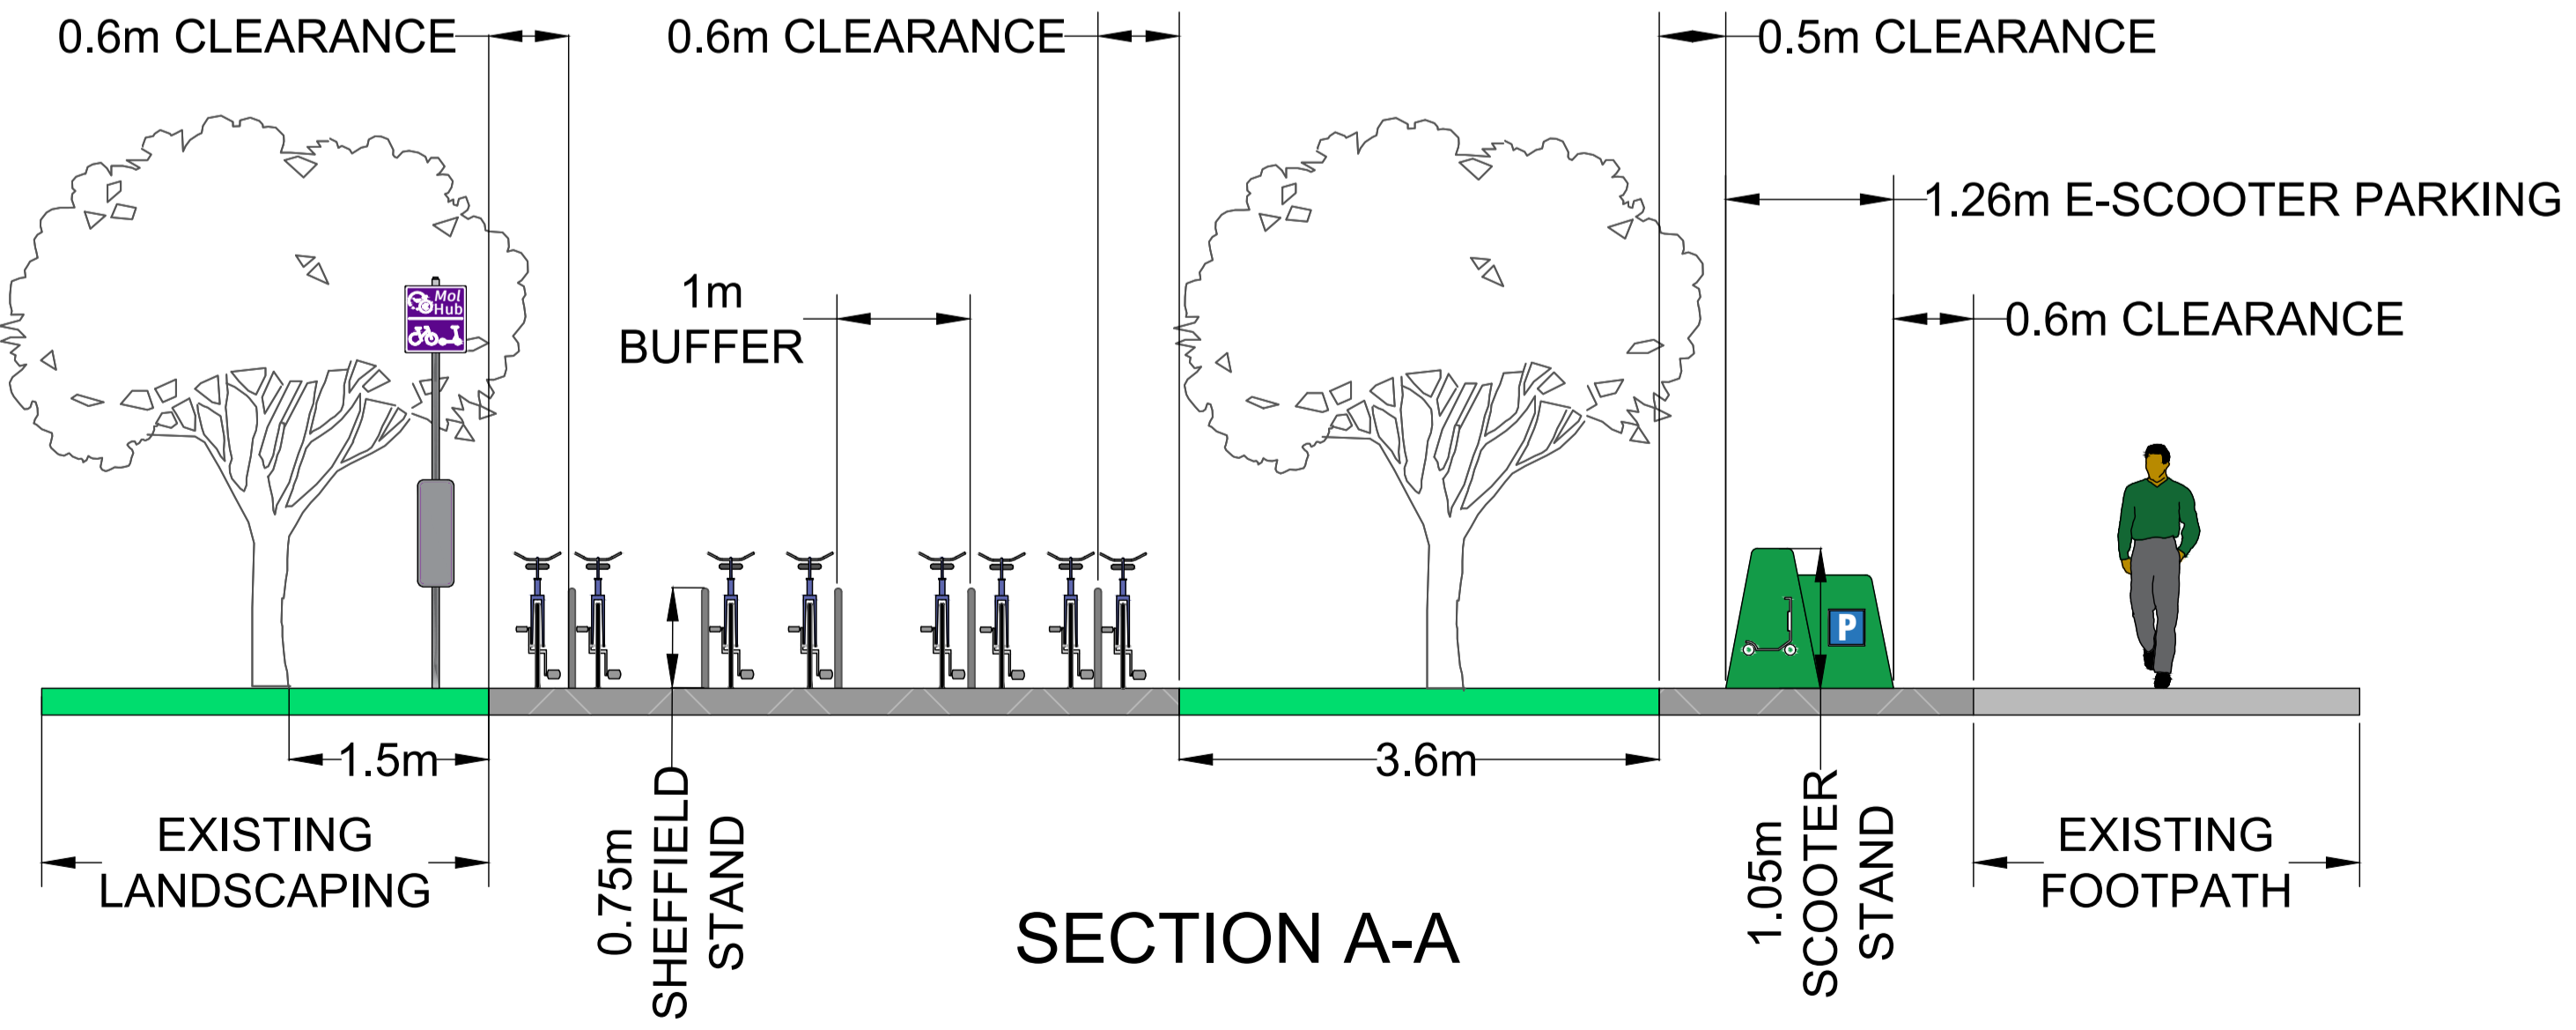 0.6m CLEARANCE
0.6m CLEARANCE
0.5m CLEARANCE
1.26m E-SCOOTER PARKING
1m
BUFFER
0.6m CLEARANCE
Mol
Hub
P
1.5m
3.6m
EXISTING
LANDSCAPING
0.75m
SHEFFIELD
STAND
1.05m
SCOOTER
STAND
EXISTING
FOOTPATH
SECTION A-A